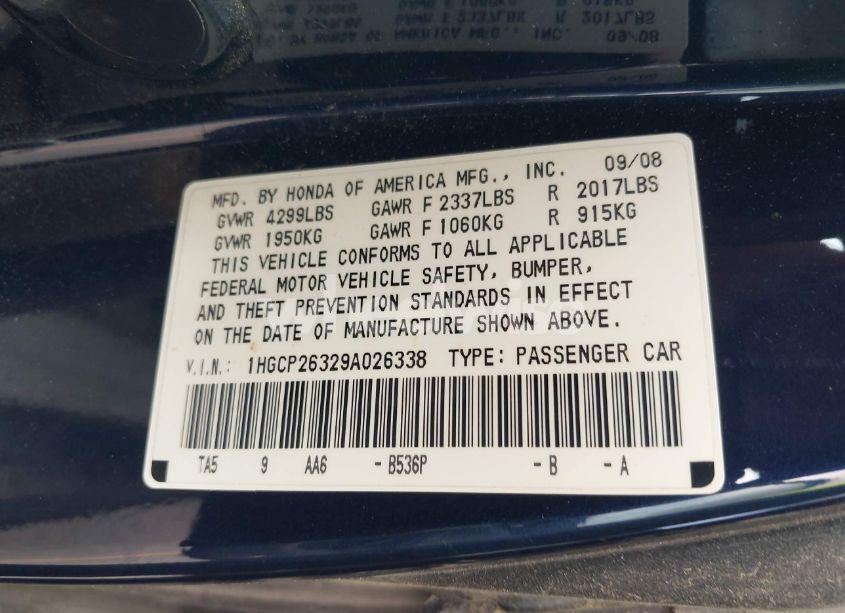 MFD. BY HONDA OF AMERICA MFG., INC. 09/08
GVWR 4299LBS GAWR F 2337LBS R 2017LBS
GVWR 1950KG GAWR F 1060KG R 915KG
THIS VEHICLE CONFORMS TO ALL APPLICABLE
FEDERAL MOTOR VEHICLE SAFETY, BUMPER,
AND THEFT PREVENTION STANDARDS IN EFFECT
ON THE DATE OF MANUFACTURE SHOWN ABOVE.
V.I.N.: 1HGCP26329A026338 TYPE: PASSENGER CAR
TA5 9 AA6 -B536P -B -A